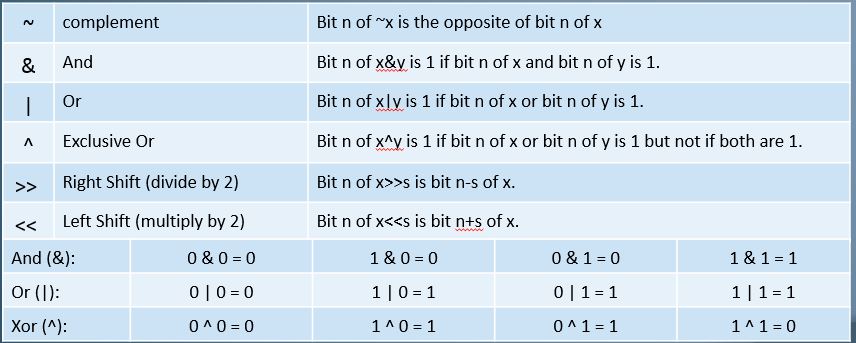 ~ complement Bit n of ~x is the opposite of bit n of x
& And Bit n of x&y is 1 if bit n of x and bit n of y is 1.
| Or Bit n of x|y is 1 if bit n of x or bit n of y is 1.
^ Exclusive Or Bit n of x^y is 1 if bit n of x or bit n of y is 1 but not if both are 1.
>> Right Shift (divide by 2) Bit n of x>>s is bit n-s of x.
<< Left Shift (multiply by 2) Bit n of x<<s is bit n+s of x.
And (&): 0 & 0 = 0 1 & 0 = 0 0 & 1 = 0 1 & 1 = 1
Or (|): 0 | 0 = 0 1 | 0 = 1 0 | 1 = 1 1 | 1 = 1
Xor (^): 0 ^ 0 = 0 1 ^ 0 = 1 0 ^ 1 = 1 1 ^ 1 = 0